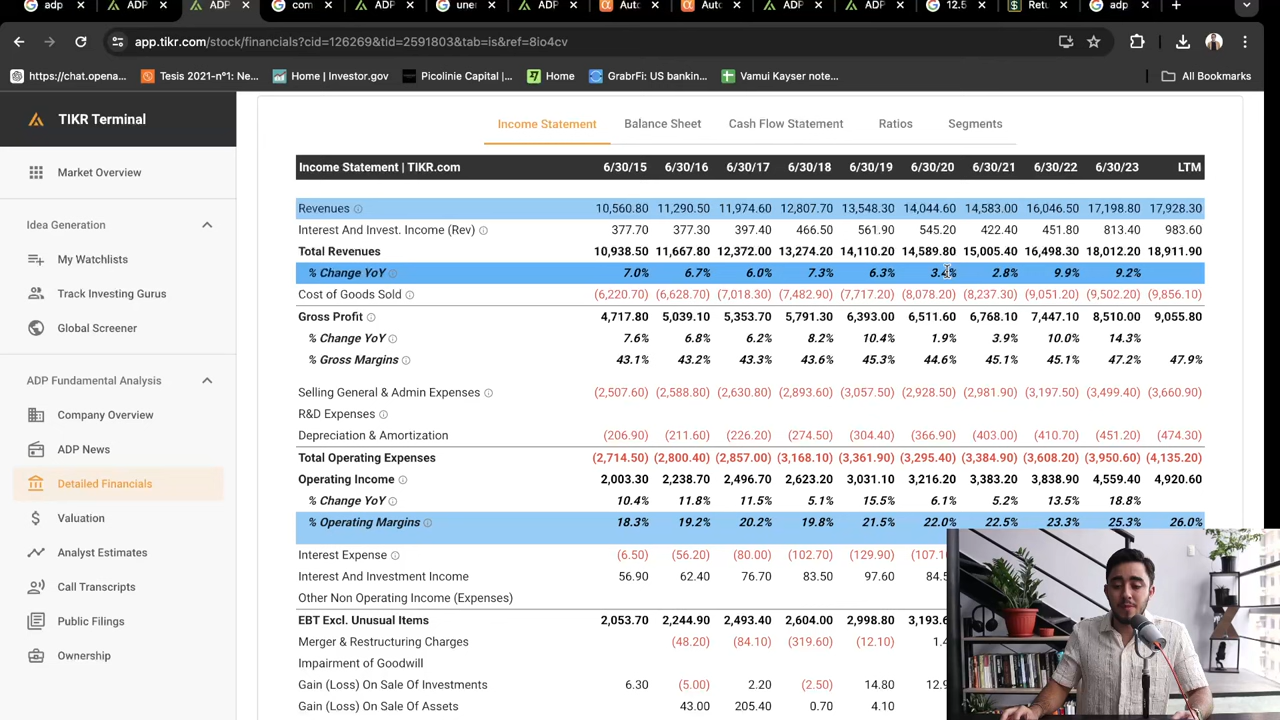 adp
ADP
ADP
com
ADP
une
ADP
Auto
Auto
ADP
ADP
12.5
Retu
adp
app.tikr.com/stock/financials?cid=126269&tid=2591803&tab=is&ref=8io4cv
https://chat.opena... Tesis 2021-nº1: Ne... Home | Investor.gov Picolinie Capital |... Home GrabrFi: US bankin... Vamui Kayser note... All Bookmarks
TIKR Terminal
Market Overview
Idea Generation
My Watchlists
Track Investing Gurus
Global Screener
ADP Fundamental Analysis
Company Overview
ADP News
Detailed Financials
Valuation
Analyst Estimates
Call Transcripts
Public Filings
Ownership
Income Statement Balance Sheet Cash Flow Statement Ratios Segments
Income Statement | TIKR.com 6/30/15 6/30/16 6/30/17 6/30/18 6/30/19 6/30/20 6/30/21 6/30/22 6/30/23 LTM
Revenues 10,560.80 11,290.50 11,974.60 12,807.70 13,548.30 14,044.60 14,583.00 16,046.50 17,198.80 17,928.30
Interest And Invest. Income (Rev) 377.70 377.30 397.40 466.50 561.90 545.20 422.40 451.80 813.40 983.60
Total Revenues 10,938.50 11,667.80 12,372.00 13,274.20 14,110.20 14,589.80 15,005.40 16,498.30 18,012.20 18,911.90
% Change YoY 7.0% 6.7% 6.0% 7.3% 6.3% 3.4% 2.8% 9.9% 9.2%
Cost of Goods Sold (6,220.70) (6,628.70) (7,018.30) (7,482.90) (7,717.20) (8,078.20) (8,237.30) (9,051.20) (9,502.20) (9,856.10)
Gross Profit 4,717.80 5,039.10 5,353.70 5,791.30 6,393.00 6,511.60 6,768.10 7,447.10 8,510.00 9,055.80
% Change YoY 7.6% 6.8% 6.2% 8.2% 10.4% 1.9% 3.9% 10.0% 14.3%
% Gross Margins 43.1% 43.2% 43.3% 43.6% 45.3% 44.6% 45.1% 45.1% 47.2% 47.9%
Selling General & Admin Expenses (2,507.60) (2,588.80) (2,630.80) (2,893.60) (3,057.50) (2,928.50) (2,981.90) (3,197.50) (3,499.40) (3,660.90)
R&D Expenses
Depreciation & Amortization (206.90) (211.60) (226.20) (274.50) (304.40) (366.90) (403.00) (410.70) (451.20) (474.30)
Total Operating Expenses (2,714.50) (2,800.40) (2,857.00) (3,168.10) (3,361.90) (3,295.40) (3,384.90) (3,608.20) (3,950.60) (4,135.20)
Operating Income 2,003.30 2,238.70 2,496.70 2,623.20 3,031.10 3,216.20 3,383.20 3,838.90 4,559.40 4,920.60
% Change YoY 10.4% 11.8% 11.5% 5.1% 15.5% 6.1% 5.2% 13.5% 18.8%
% Operating Margins 18.3% 19.2% 20.2% 19.8% 21.5% 22.0% 22.5% 23.3% 25.3% 26.0%
Interest Expense (6.50) (56.20) (80.00) (102.70) (129.90) (107.1
Interest And Investment Income 56.90 62.40 76.70 83.50 97.60 84.5
Other Non Operating Income (Expenses)
EBT Excl. Unusual Items 2,053.70 2,244.90 2,493.40 2,604.00 2,998.80 3,193.6
Merger & Restructuring Charges (48.20) (84.10) (319.60) (12.10) 1.4
Impairment of Goodwill
Gain (Loss) On Sale Of Investments 6.30 (5.00) 2.20 (2.50) 14.80 12.9
Gain (Loss) On Sale Of Assets 43.00 205.40 0.70 4.10